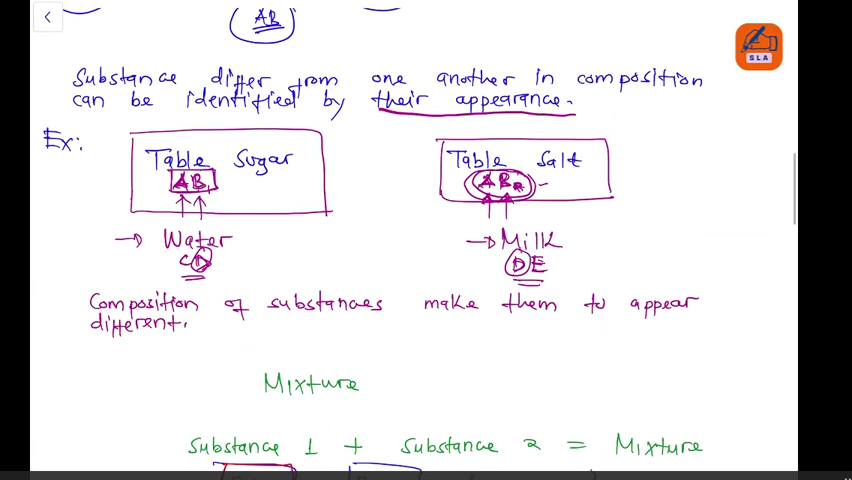 AB
SLA
Substance differ from one another in composition
can be identified by their appearance.
Ex:
Table Sugar
Table Salt
AB
AB₂
→ Water
→ Milk
CD
DE
Composition of substances make them to appear
different.
Mixture
Substance 1 + Substance 2 = Mixture